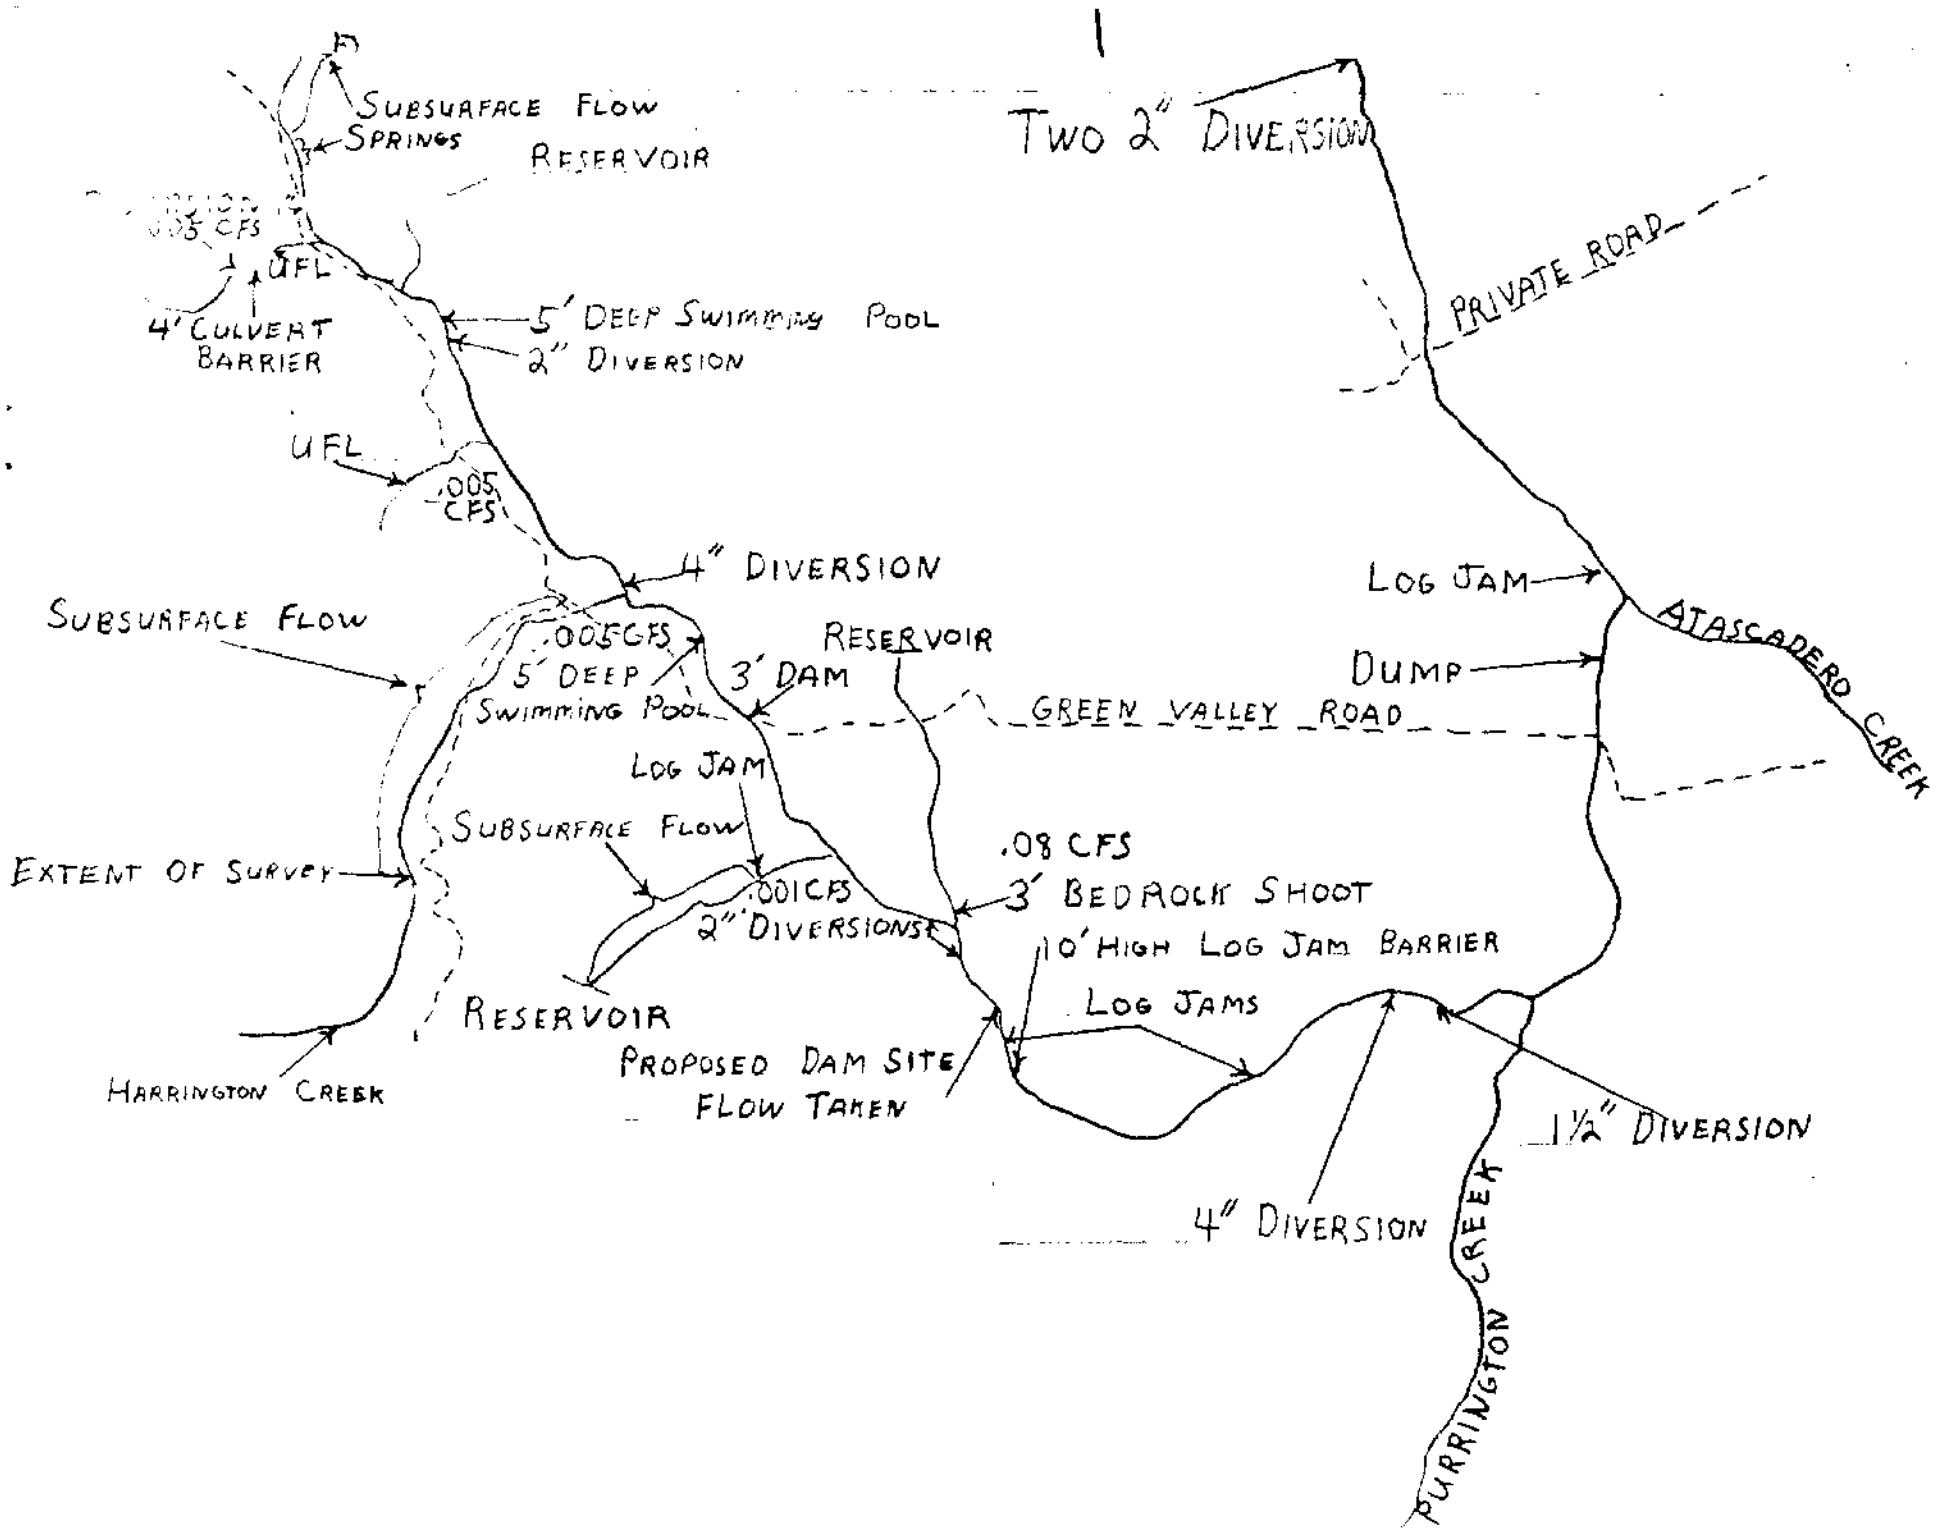 SUBSURFACE FLOW
SPRINGS
RESERVOIR
TWO 2" DIVERSION
.005 CFS
UFL
4' CULVERT
BARRIER
5' DEEP SWIMMING POOL
2" DIVERSION
PRIVATE ROAD
UFL
.005
CFS
4" DIVERSION
LOG JAM
SUBSURFACE FLOW
.005 CFS
RESERVOIR
ATASCADERO CREEK
5' DEEP
SWIMMING POOL
3' DAM
DUMP
GREEN VALLEY ROAD
LOG JAM
SUBSURFACE FLOW
.08 CFS
EXTENT OF SURVEY
.001 CFS
3' BEDROCK SHOOT
2" DIVERSIONS
10' HIGH LOG JAM BARRIER
LOG JAMS
RESERVOIR
PROPOSED DAM SITE
FLOW TAKEN
HARRINGTON CREEK
1½" DIVERSION
4" DIVERSION
PURRINGTON CREEK